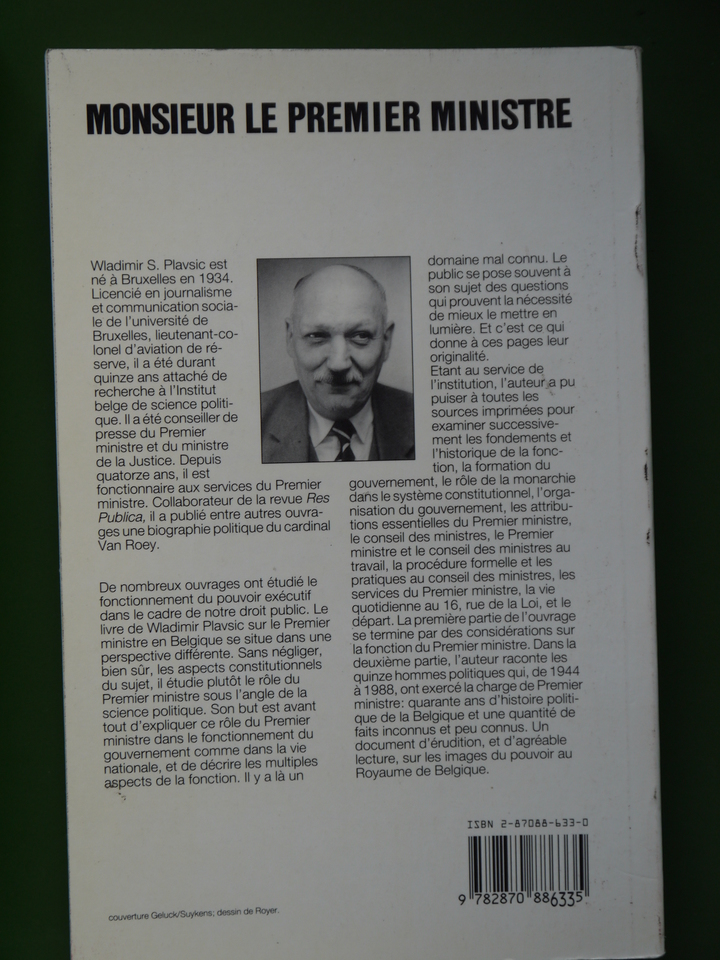 MONSIEUR LE PREMIER MINISTRE
Wladimir S. Plavsic est
né à Bruxelles en 1934.
Licencié en journalisme
et communication socia-
le de l'université de
Bruxelles, lieutenant-co-
lonel d'aviation de ré-
serve, il a été durant
quinze ans attaché de
recherche à l'Institut
belge de science politi-
que. Il a été conseiller de
presse du Premier
ministre et du ministre
de la Justice. Depuis
quatorze ans, il est
fonctionnaire aux services du Premier
ministre. Collaborateur de la revue Res
Publica, il a publié entre autres ouvra-
ges une biographie politique du cardinal
Van Roey.
De nombreux ouvrages ont étudié le
fonctionnement du pouvoir exécutif
dans le cadre de notre droit public. Le
livre de Wladimir Plavsic sur le Premier
ministre en Belgique se situe dans une
perspective différente. Sans négliger,
bien sûr, les aspects constitutionnels
du sujet, il étudie plutôt le rôle du
Premier ministre sous l'angle de la
science politique. Son but est avant
tout d'expliquer ce rôle du Premier
ministre dans le fonctionnement du
gouvernement comme dans la vie
nationale, et de décrire les multiples
aspects de la fonction. Il y a là un
domaine mal connu. Le
public se pose souvent à
son sujet des questions
qui prouvent la nécessité
de mieux le mettre en
lumière. Et c'est ce qui
donne à ces pages leur
originalité.
Etant au service de
l'institution, l'auteur a pu
puiser à toutes les
sources imprimées pour
examiner successive-
ment les fondements et
l'historique de la fonc-
tion, la formation du
gouvernement, le rôle de la monarchie
dans le système constitutionnel, l'orga-
nisation du gouvernement, les attribu-
tions essentielles du Premier ministre,
le conseil des ministres, le Premier
ministre et le conseil des ministres au
travail, la procédure formelle et les
pratiques au conseil des ministres, les
services du Premier ministre, la vie
quotidienne au 16, rue de la Loi, et le
départ. La première partie de l'ouvrage
se termine par des considérations sur
la fonction du Premier ministre. Dans la
deuxième partie, l'auteur raconte les
quinze hommes politiques qui, de 1944
à 1988, ont exercé la charge de Premier
ministre: quarante ans d'histoire politi-
que de la Belgique et une quantité de
faits inconnus et peu connus. Un
document d'érudition, et d'agréable
lecture, sur les images du pouvoir au
Royaume de Belgique.
ISBN 2-87088-633-0
9 782870 886335
couverture Geluck/Suykens; dessin de Royer.